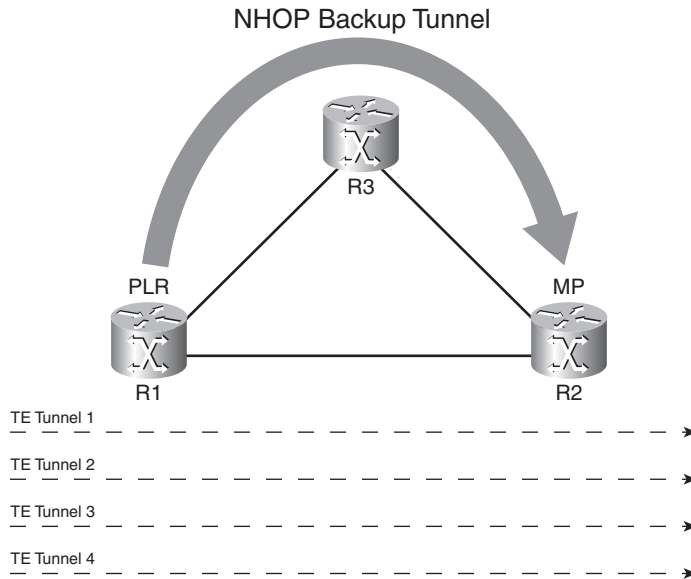 NHOP Backup Tunnel
R3
PLR
MP
R1
R2
TE Tunnel 1
TE Tunnel 2
TE Tunnel 3
TE Tunnel 4